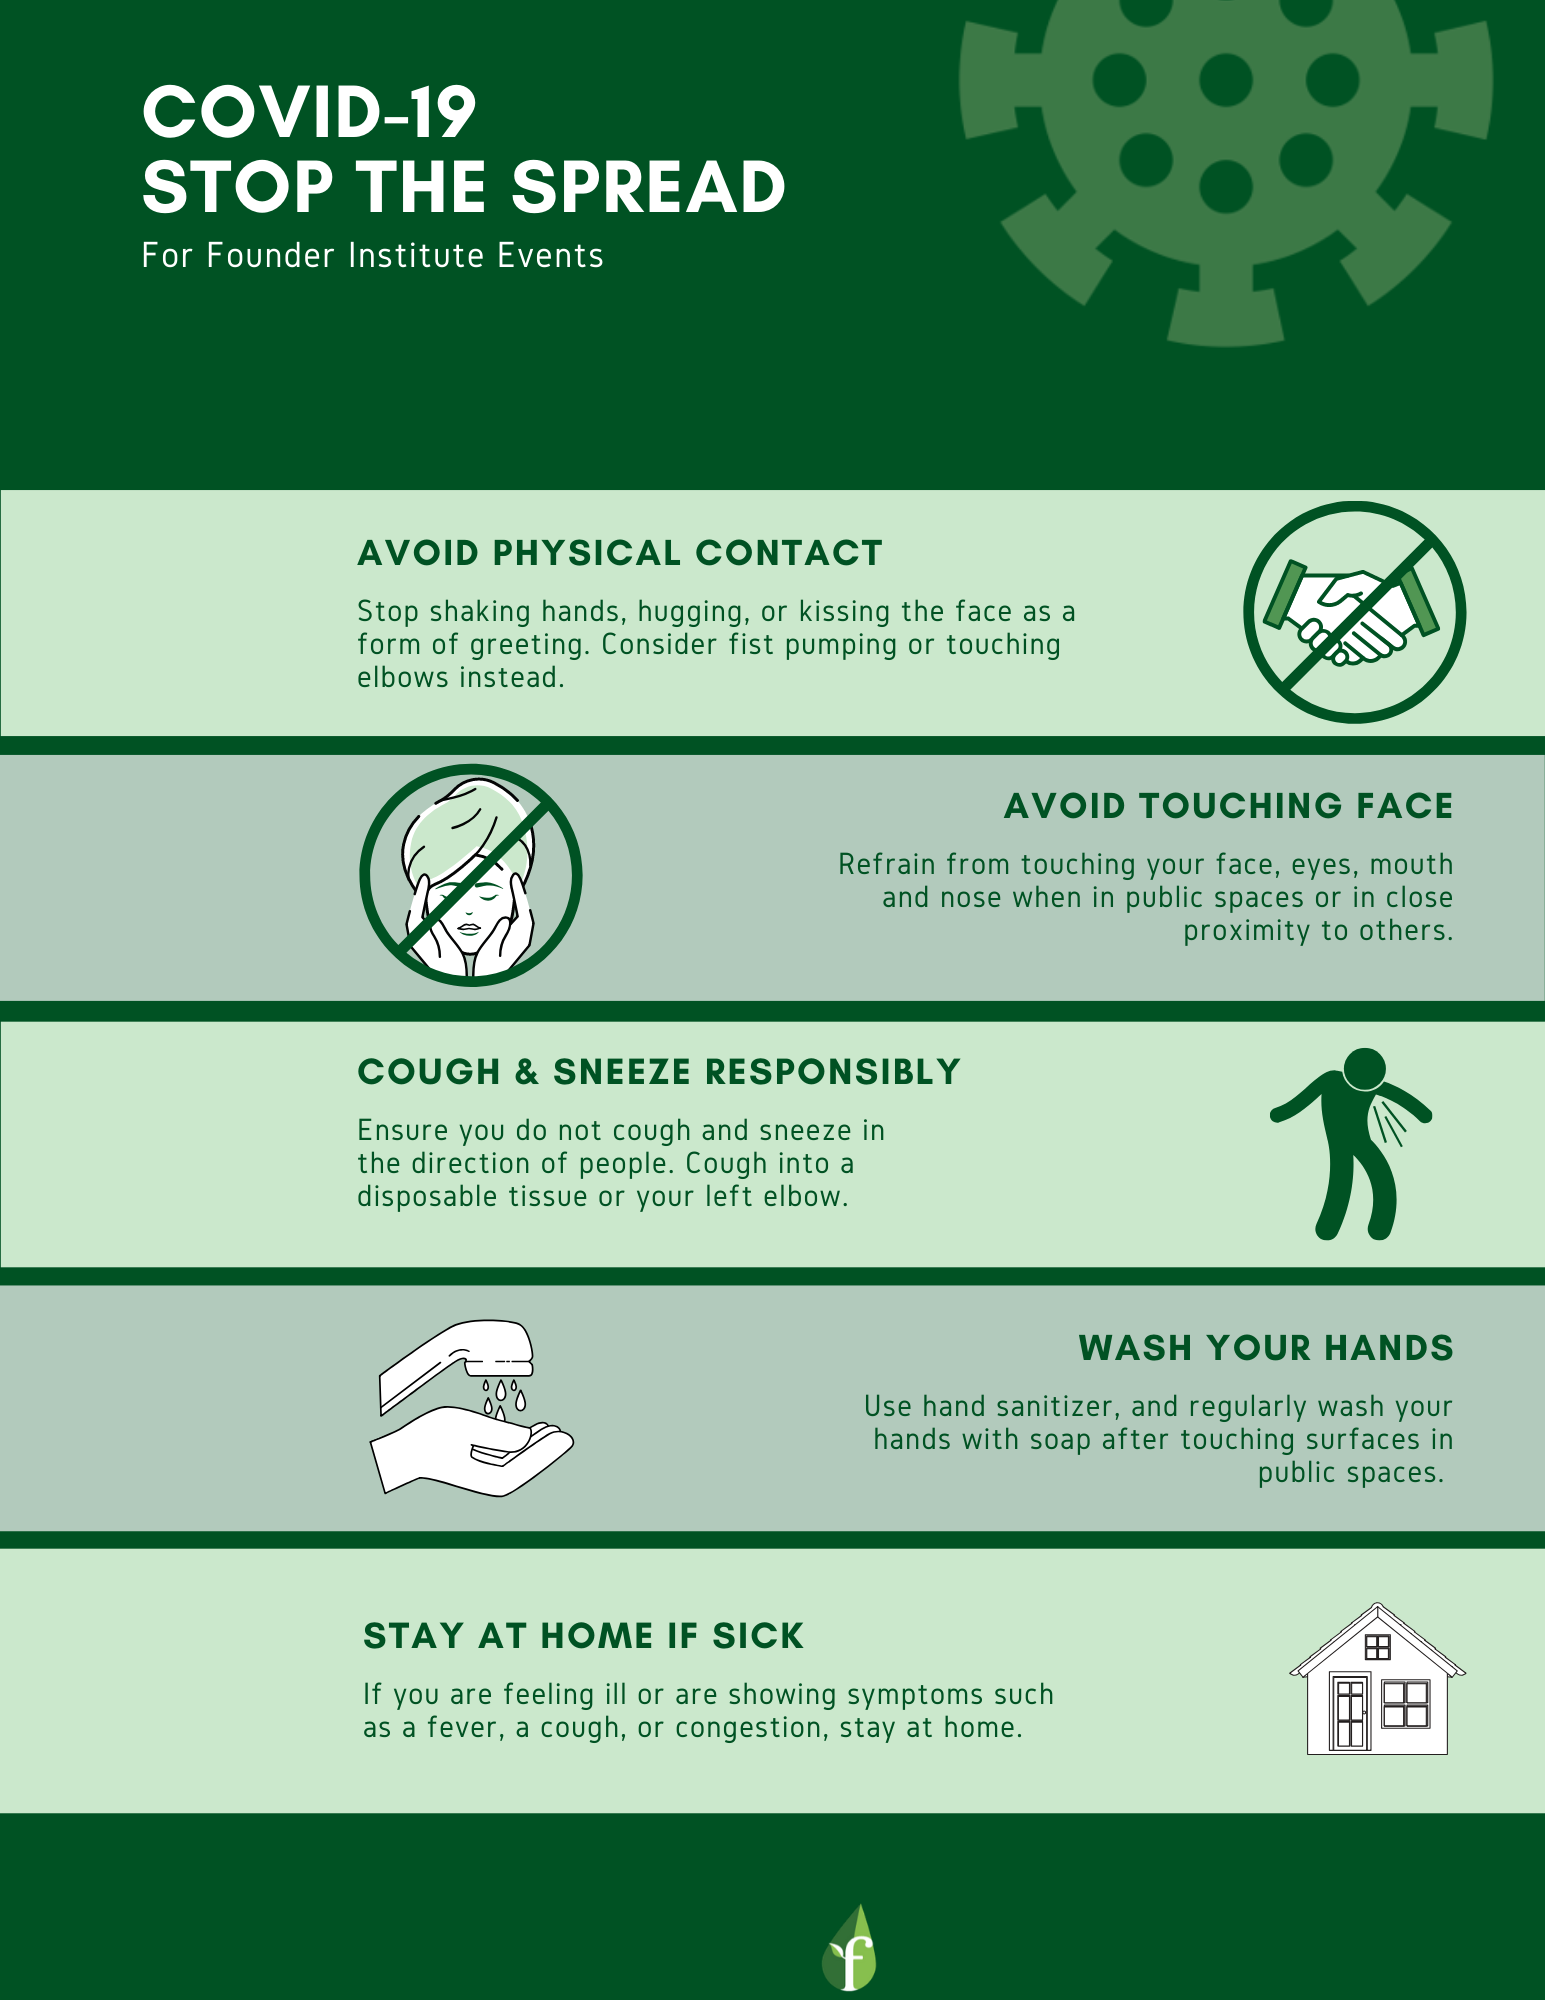 COVID-19
STOP THE SPREAD
For Founder Institute Events
AVOID PHYSICAL CONTACT
Stop shaking hands, hugging, or kissing the face as a
form of greeting. Consider fist pumping or touching
elbows instead.
AVOID TOUCHING FACE
Refrain from touching your face, eyes, mouth
and nose when in public spaces or in close
proximity to others.
COUGH & SNEEZE RESPONSIBLY
Ensure you do not cough and sneeze in
the direction of people. Cough into a
disposable tissue or your left elbow.
WASH YOUR HANDS
Use hand sanitizer, and regularly wash your
hands with soap after touching surfaces in
public spaces.
STAY AT HOME IF SICK
If you are feeling ill or are showing symptoms such
as a fever, a cough, or congestion, stay at home.
f